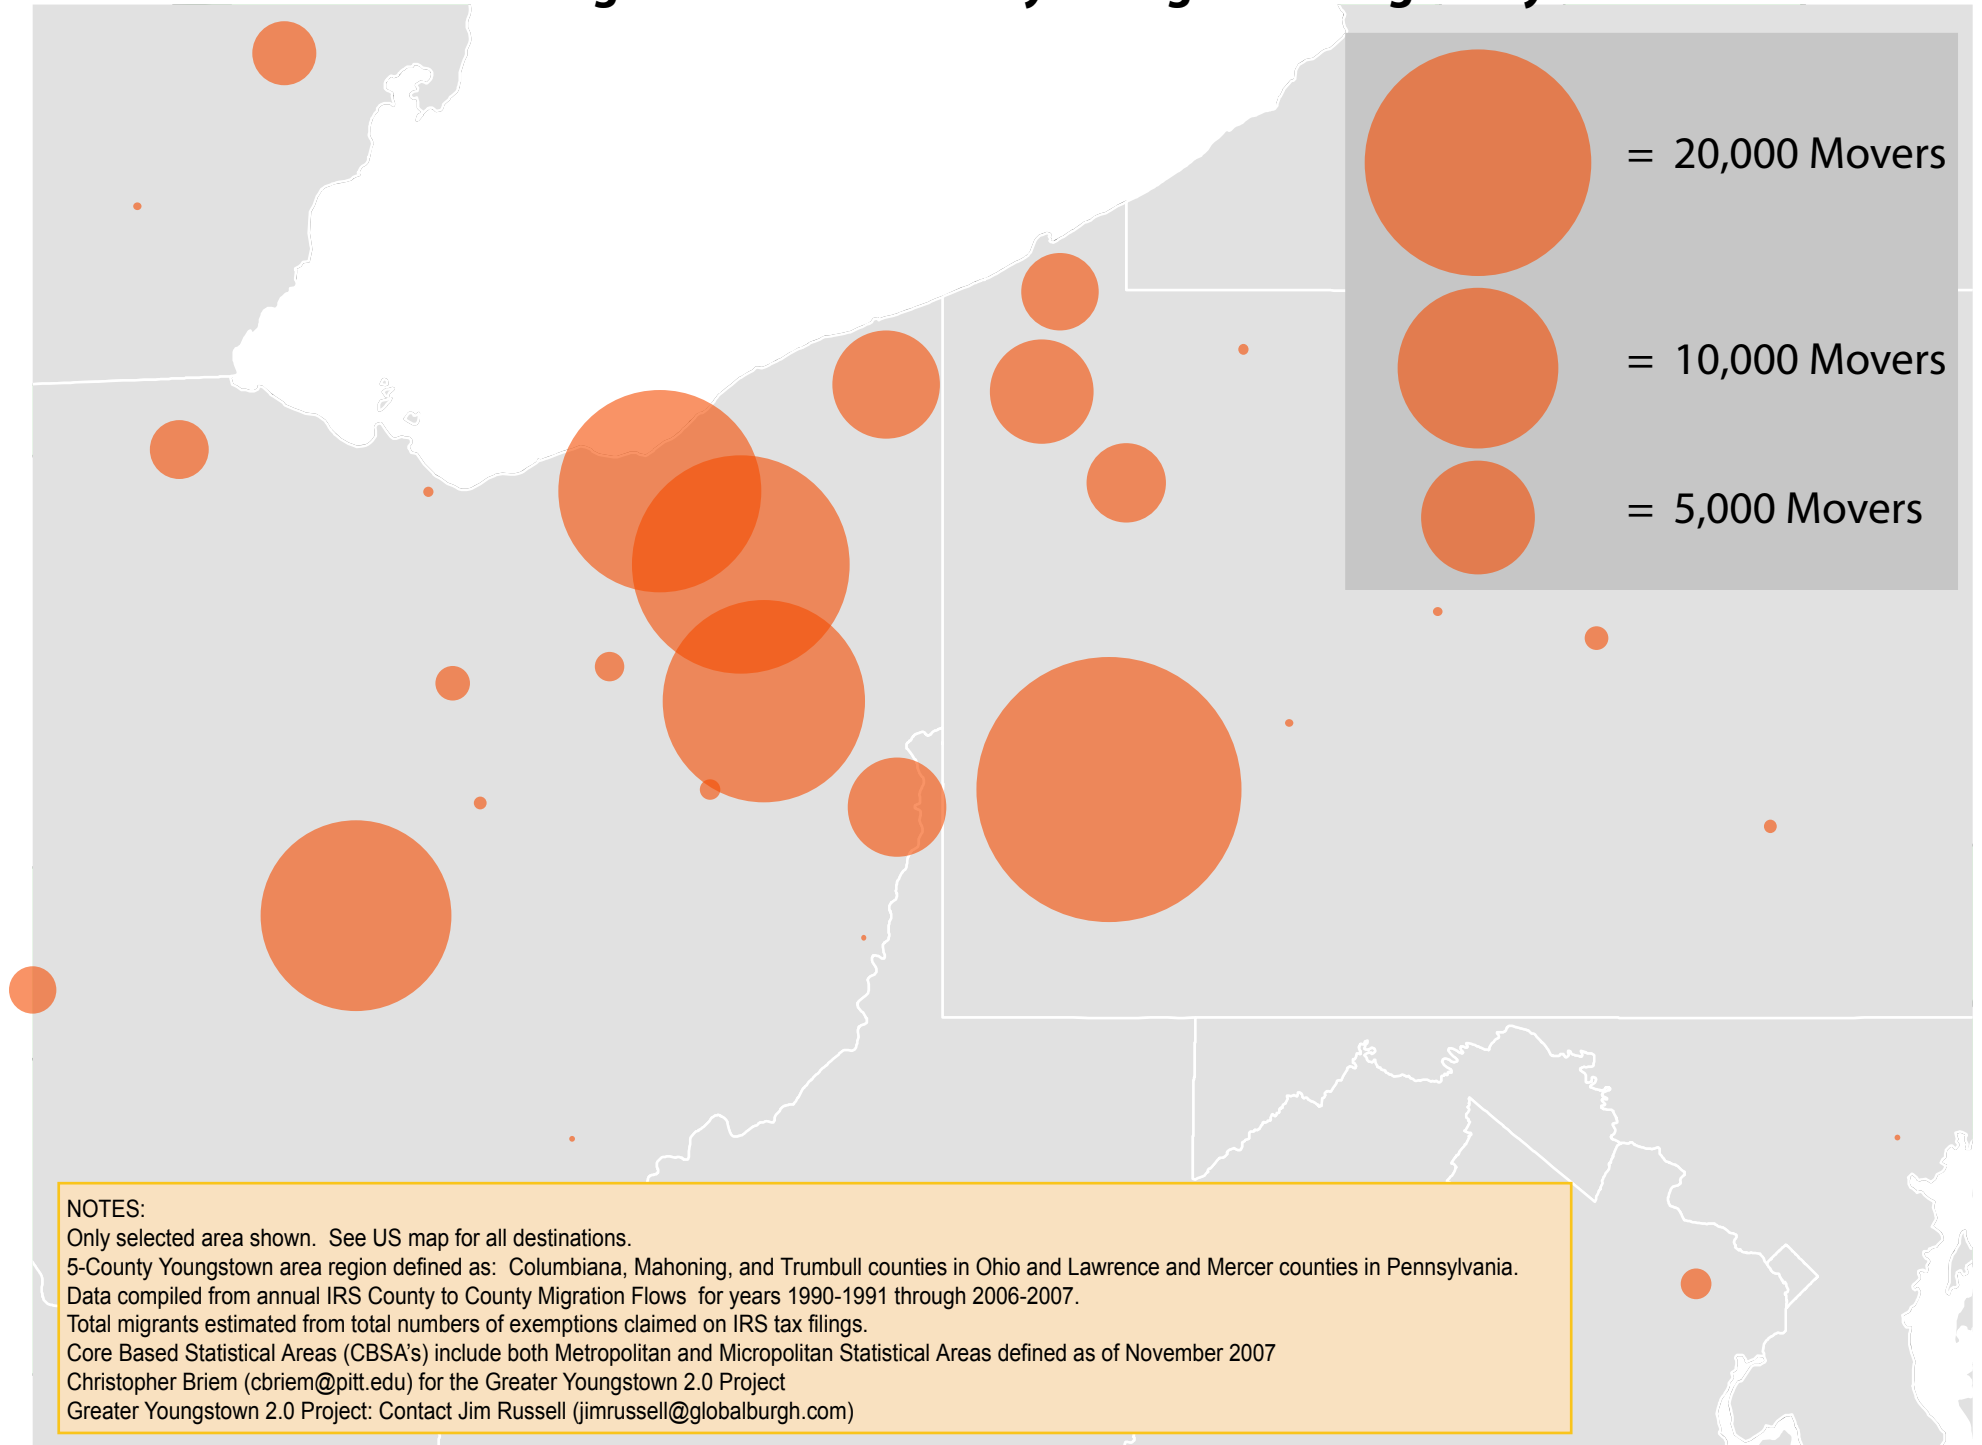 = 20,000 Movers
= 10,000 Movers
= 5,000 Movers
NOTES:
Only selected area shown.  See US map for all destinations.
5-County Youngstown area region defined as:  Columbiana, Mahoning, and Trumbull counties in Ohio and Lawrence and Mercer counties in Pennsylvania.
Data compiled from annual IRS County to County Migration Flows  for years 1990-1991 through 2006-2007.
Total migrants estimated from total numbers of exemptions claimed on IRS tax filings.
Core Based Statistical Areas (CBSA's) include both Metropolitan and Micropolitan Statistical Areas defined as of November 2007
Christopher Briem (cbriem@pitt.edu) for the Greater Youngstown 2.0 Project
Greater Youngstown 2.0 Project: Contact Jim Russell (jimrussell@globalburgh.com)